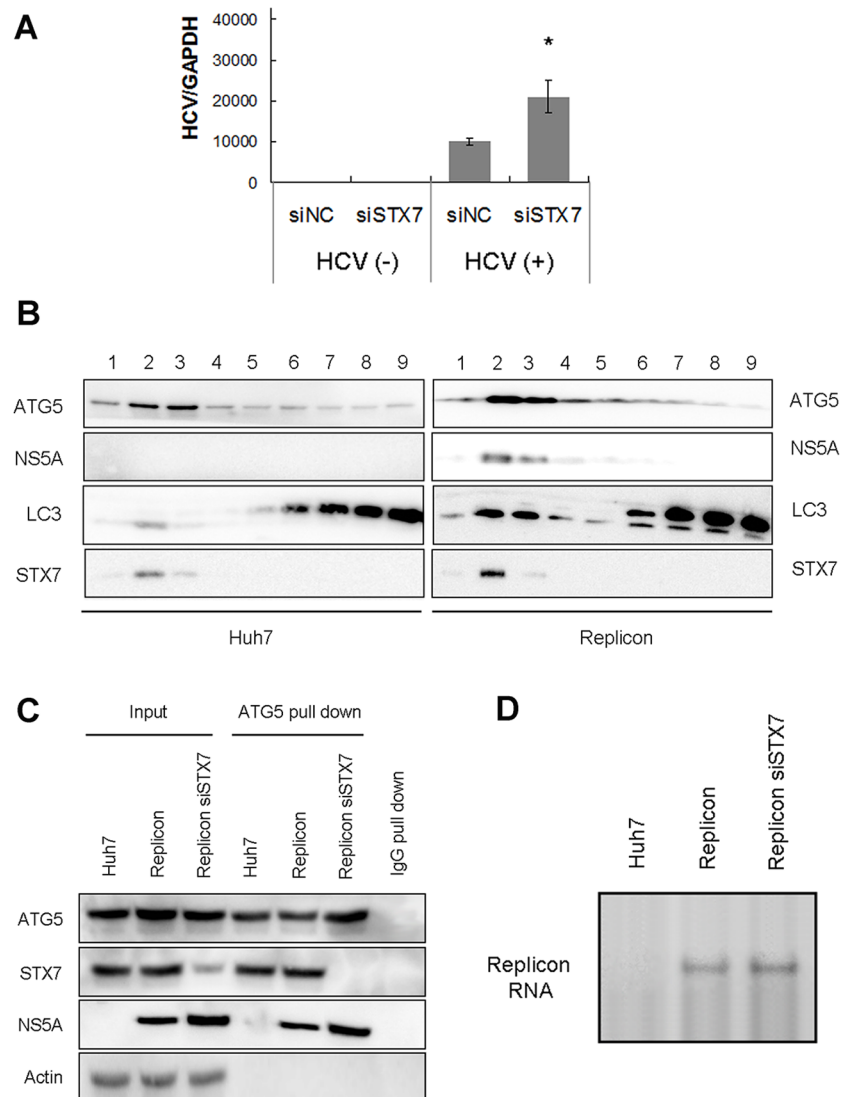 A
HCV/GAPDH
40000
30000
20000
10000
0
*
siNC siSTX7 siNC siSTX7
HCV (-) HCV (+)
B
1 2 3 4 5 6 7 8 9 1 2 3 4 5 6 7 8 9
ATG5 ATG5
NS5A NS5A
LC3 LC3
STX7 STX7
Huh7 Replicon
C
Input ATG5 pull down
Huh7 Replicon Replicon siSTX7 Huh7 Replicon Replicon siSTX7 IgG pull down
ATG5
STX7
NS5A
Actin
D
Huh7 Replicon Replicon siSTX7
Replicon
RNA